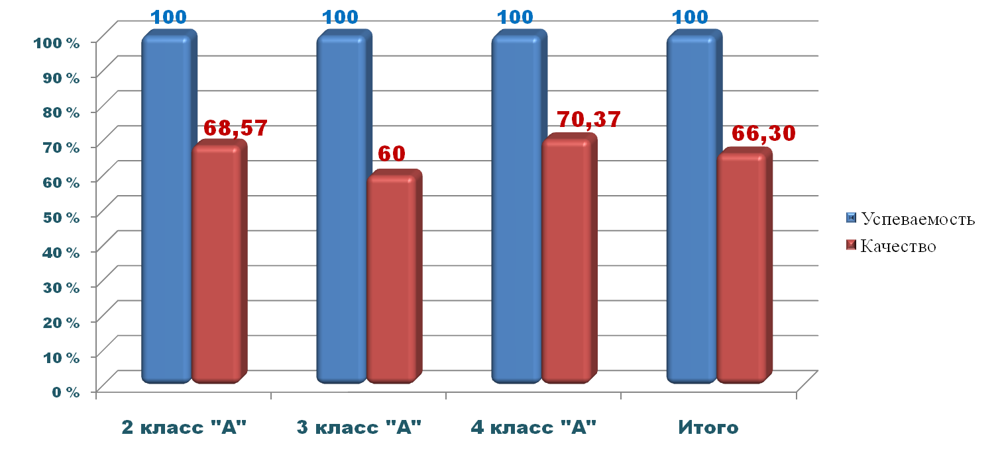 100 100 100 100
100 %
90 %
80 %
70 %
60 %
50 %
40 %
30 %
20 %
10 %
0 %
68,57 60 70,37 66,30
2 класс "А" 3 класс "А" 4 класс "А" Итого
Успеваемость
Качество